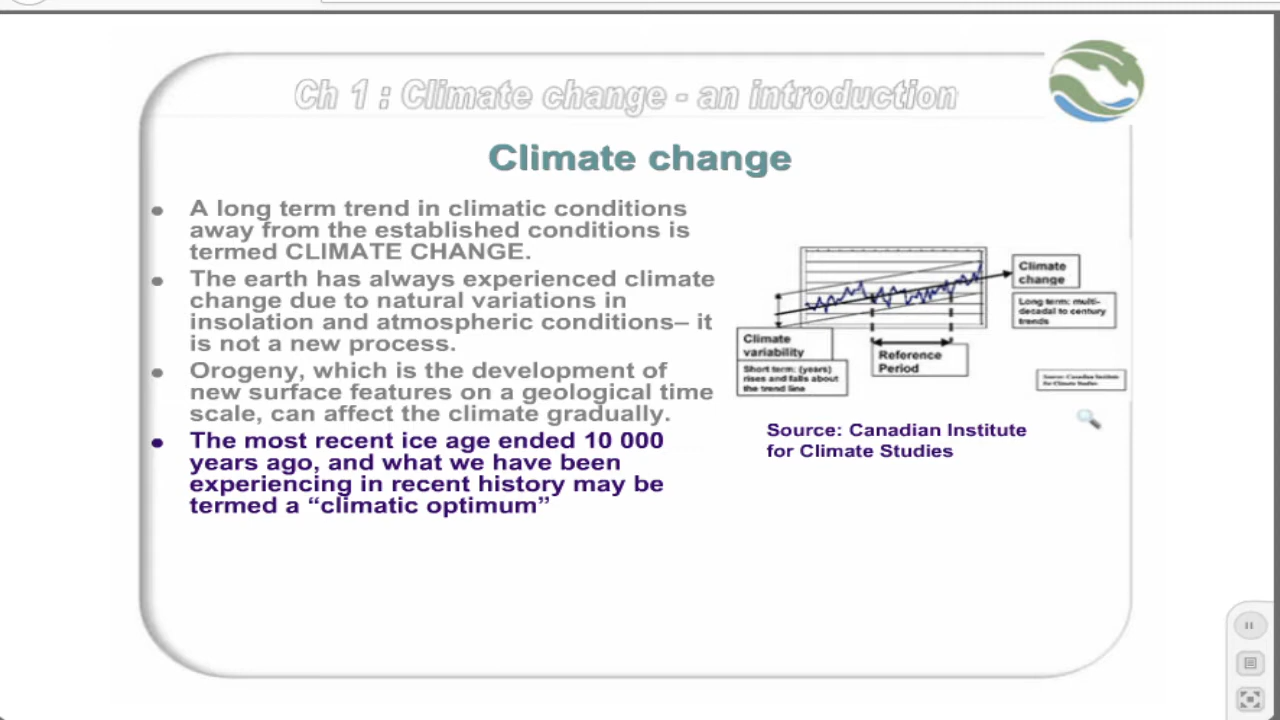 Ch 1 : Climate change - an introduction
Climate change
A long term trend in climatic conditions
away from the established conditions is
termed CLIMATE CHANGE.
The earth has always experienced climate
change due to natural variations in
insolation and atmospheric conditions– it
is not a new process.
Orogeny, which is the development of
new surface features on a geological time
scale, can affect the climate gradually.
The most recent ice age ended 10 000
years ago, and what we have been
experiencing in recent history may be
termed a “climatic optimum”
Climate
change
Long term: multi-
decadal to century
trends
Climate
variability
Short term: (years)
rises and falls about
the trend line
Reference
Period
Source: Canadian Institute
for Climate Studies
Source: Canadian Institute
for Climate Studies